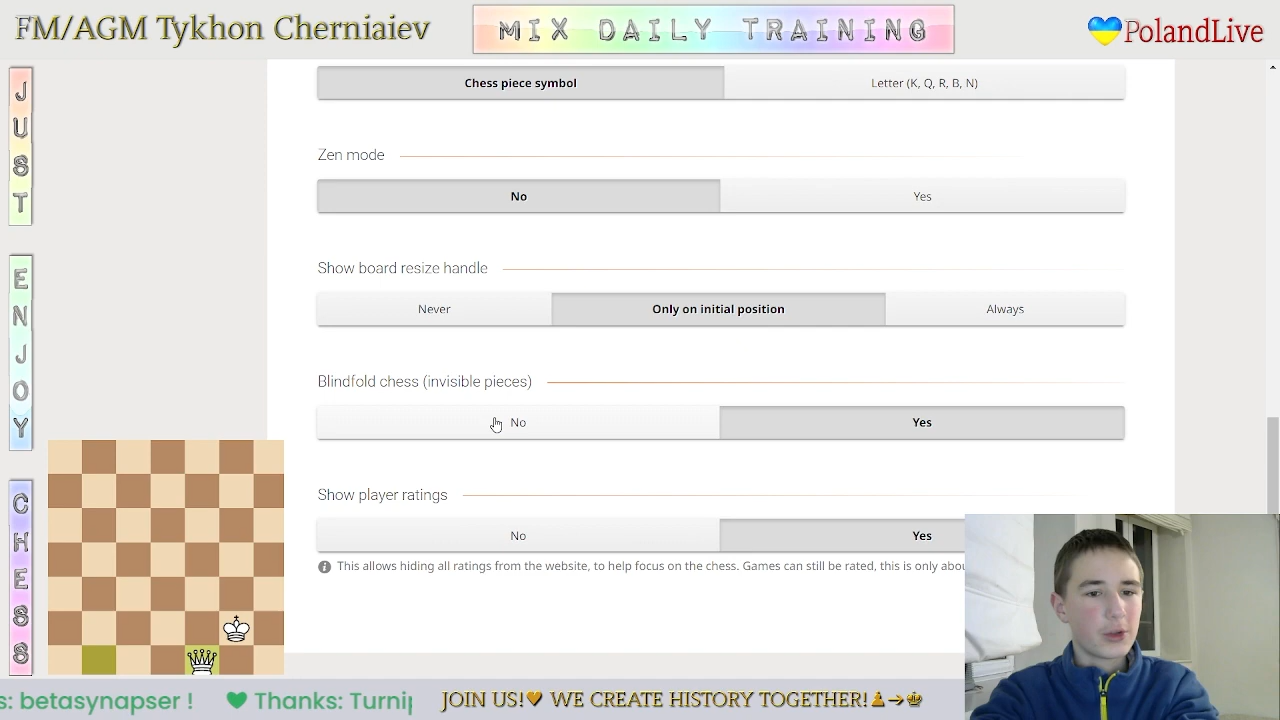 FM/AGM Tykhon Cherniaiev
MIX DAILY TRAINING
PolandLive
JUST
ENJOY
CHESS
Chess piece symbol
Letter (K, Q, R, B, N)
Zen mode
No
Yes
Show board resize handle
Never
Only on initial position
Always
Blindfold chess (invisible pieces)
No
Yes
Show player ratings
No
Yes
This allows hiding all ratings from the website, to help focus on the chess. Games can still be rated, this is only
s: betasynapser !
Thanks:
JOIN US! WE CREATE HISTORY TOGETHER!